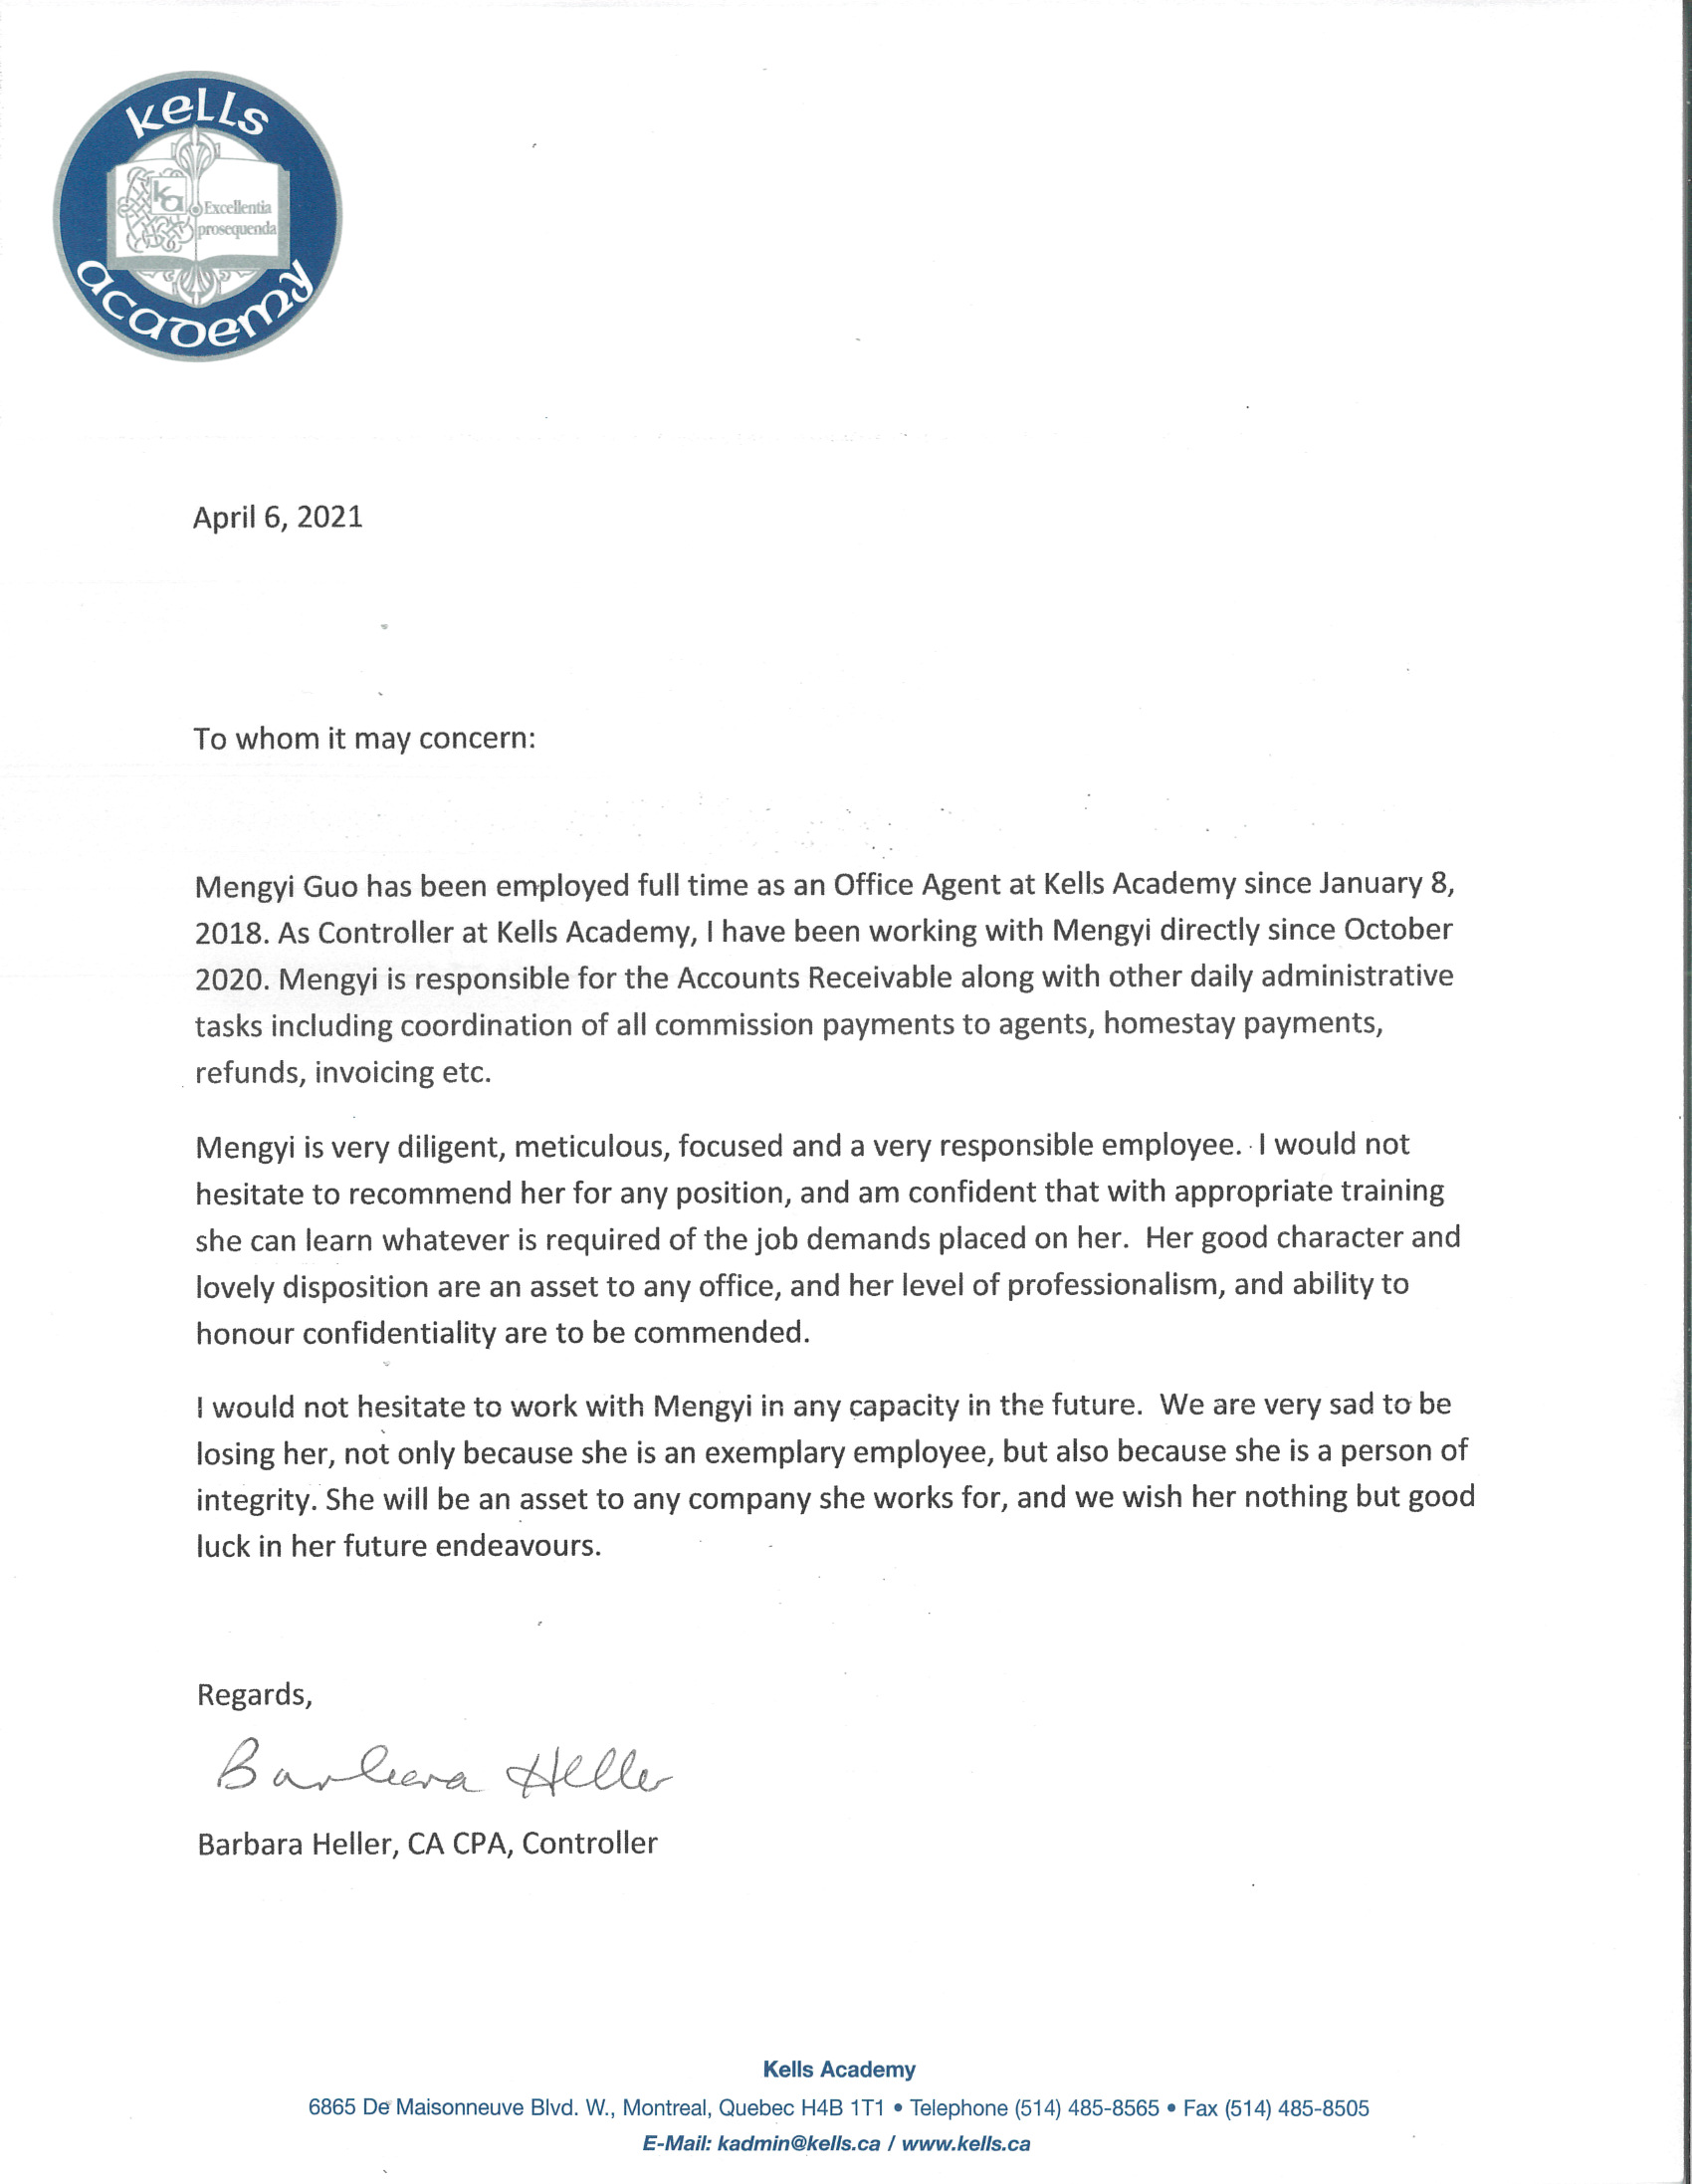 Kells
Ka
Excellentia
prosequenda
academy
April 6, 2021
To whom it may concern:
Mengyi Guo has been employed full time as an Office Agent at Kells Academy since January 8,
2018. As Controller at Kells Academy, I have been working with Mengyi directly since October
2020. Mengyi is responsible for the Accounts Receivable along with other daily administrative
tasks including coordination of all commission payments to agents, homestay payments,
refunds, invoicing etc.
Mengyi is very diligent, meticulous, focused and a very responsible employee. I would not
hesitate to recommend her for any position, and am confident that with appropriate training
she can learn whatever is required of the job demands placed on her. Her good character and
lovely disposition are an asset to any office, and her level of professionalism, and ability to
honour confidentiality are to be commended.
I would not hesitate to work with Mengyi in any capacity in the future. We are very sad to be
losing her, not only because she is an exemplary employee, but also because she is a person of
integrity. She will be an asset to any company she works for, and we wish her nothing but good
luck in her future endeavours.
Regards,
Barbara Heller
Barbara Heller, CA CPA, Controller
Kells Academy
6865 De Maisonneuve Blvd. W., Montreal, Quebec H4B 1T1 • Telephone (514) 485-8565 • Fax (514) 485-8505
E-Mail: kadmin@kells.ca / www.kells.ca